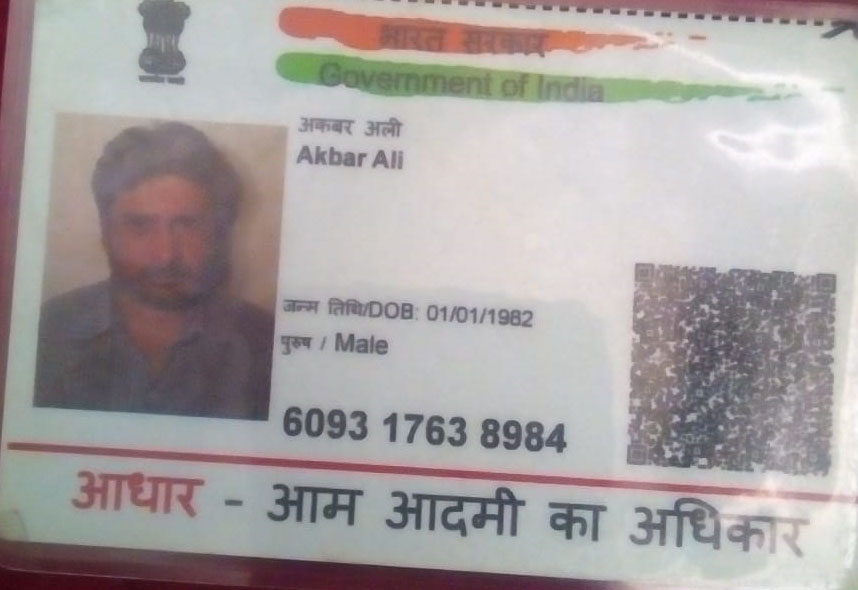 भारत सरकार
Government of India
अकबर अली
Akbar Ali
जन्म तिथि/DOB: 01/01/1982
पुरुष / Male
6093 1763 8984
आधार - आम आदमी का अधिकार